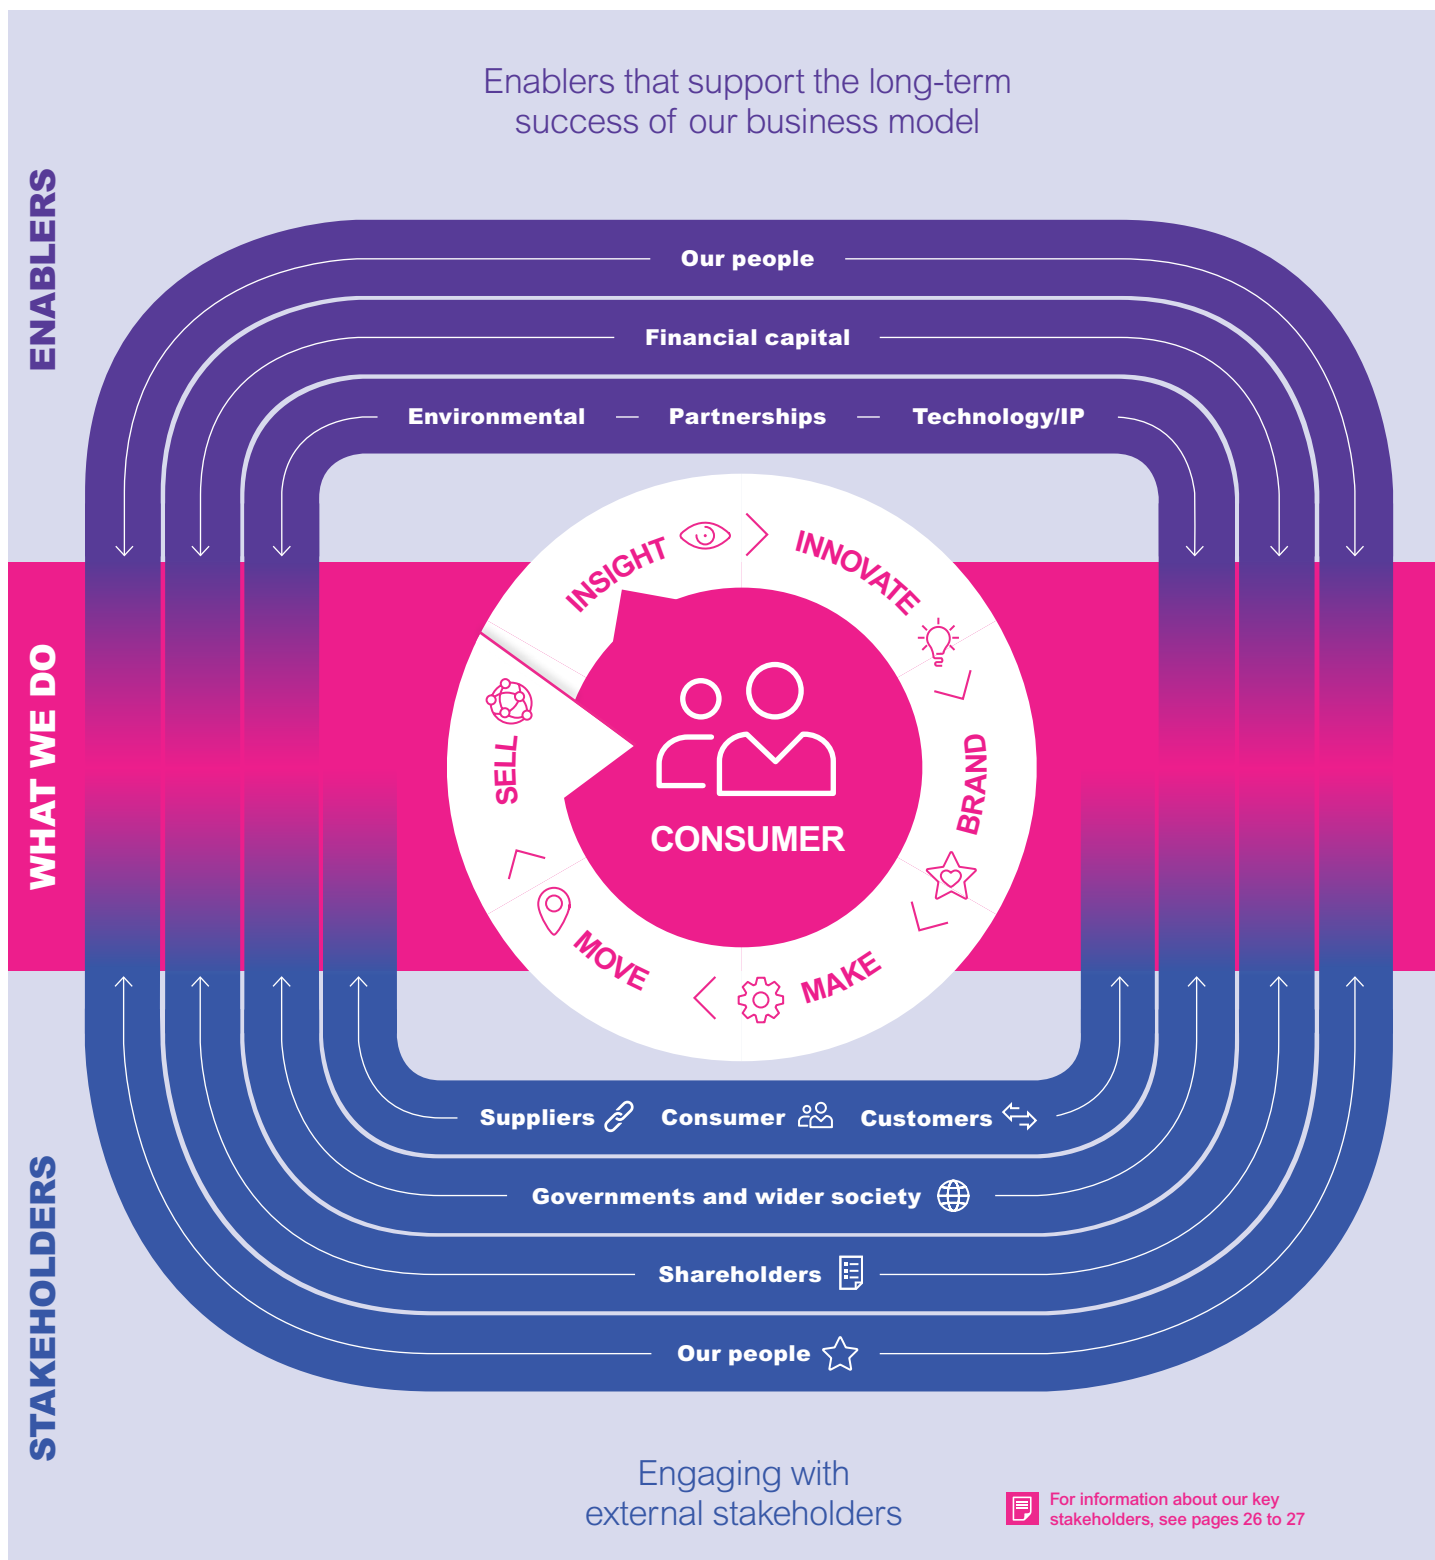 Enablers that support the long-term
success of our business model
ENABLERS
Our people
Financial capital
Environmental
Partnerships
Technology/IP
WHAT WE DO
INSIGHT
INNOVATE
BRAND
MAKE
MOVE
SELL
CONSUMER
STAKEHOLDERS
Suppliers
Consumer
Customers
Governments and wider society
Shareholders
Our people
Engaging with
external stakeholders
For information about our key
stakeholders, see pages 26 to 27